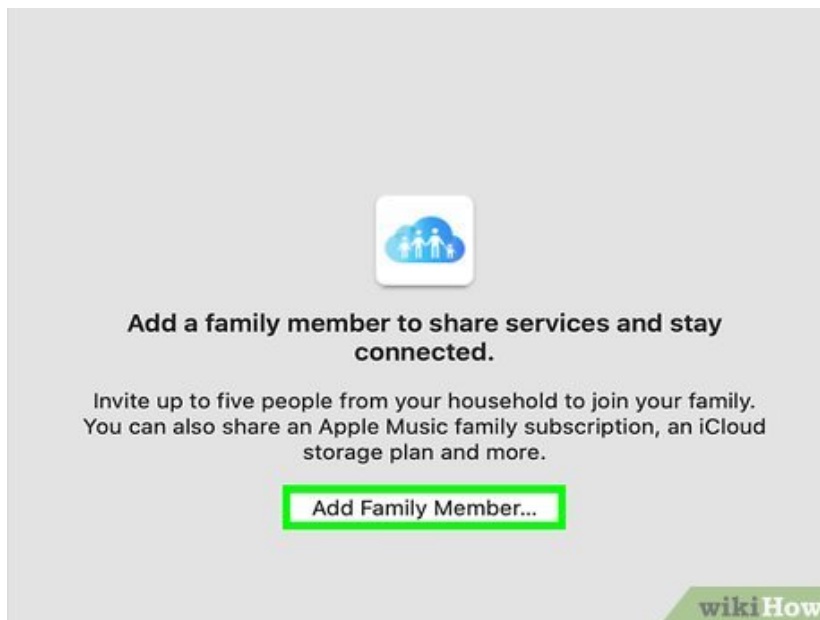 Add a family member to share services and stay
connected.
Invite up to five people from your household to join your family.
You can also share an Apple Music family subscription, an iCloud
storage plan and more.
Add Family Member...
wikiHow